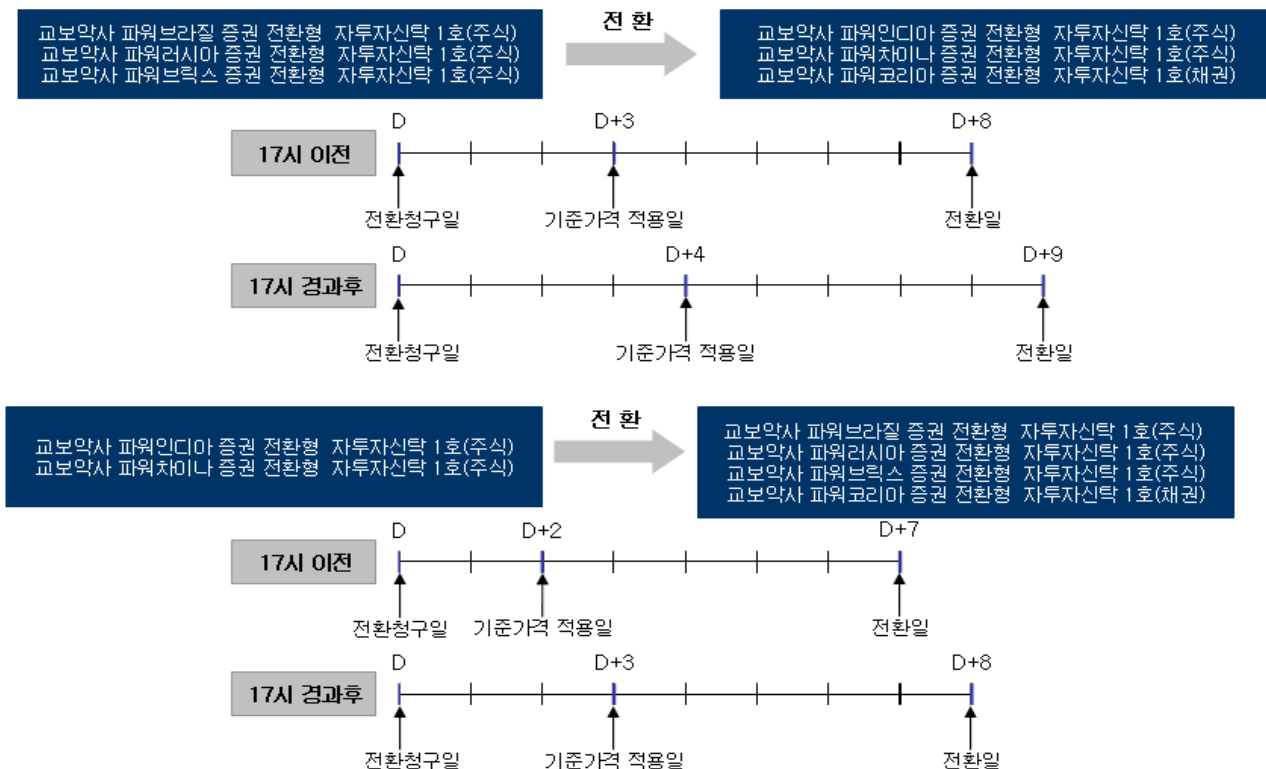 교보악사 파워브라질 증권 전환형 자투자신탁 1호(주식)
교보악사 파워러시아 증권 전환형 자투자신탁 1호(주식)
교보악사 파워브릭스 증권 전환형 자투자신탁 1호(주식)
전 환
교보악사 파워인디아 증권 전환형 자투자신탁 1호(주식)
교보악사 파워차이나 증권 전환형 자투자신탁 1호(주식)
교보악사 파워코리아 증권 전환형 자투자신탁 1호(채권)
D D+3 D+8
17시 이전
전환청구일 기준가격 적용일 전환일
D D+4 D+9
17시 경과후
전환청구일 기준가격 적용일 전환일
교보악사 파워인디아 증권 전환형 자투자신탁 1호(주식)
교보악사 파워차이나 증권 전환형 자투자신탁 1호(주식)
전 환
교보악사 파워브라질 증권 전환형 자투자신탁 1호(주식)
교보악사 파워러시아 증권 전환형 자투자신탁 1호(주식)
교보악사 파워브릭스 증권 전환형 자투자신탁 1호(주식)
교보악사 파워코리아 증권 전환형 자투자신탁 1호(채권)
D D+2 D+7
17시 이전
전환청구일 기준가격 적용일 전환일
D D+3 D+8
17시 경과후
전환청구일 기준가격 적용일 전환일